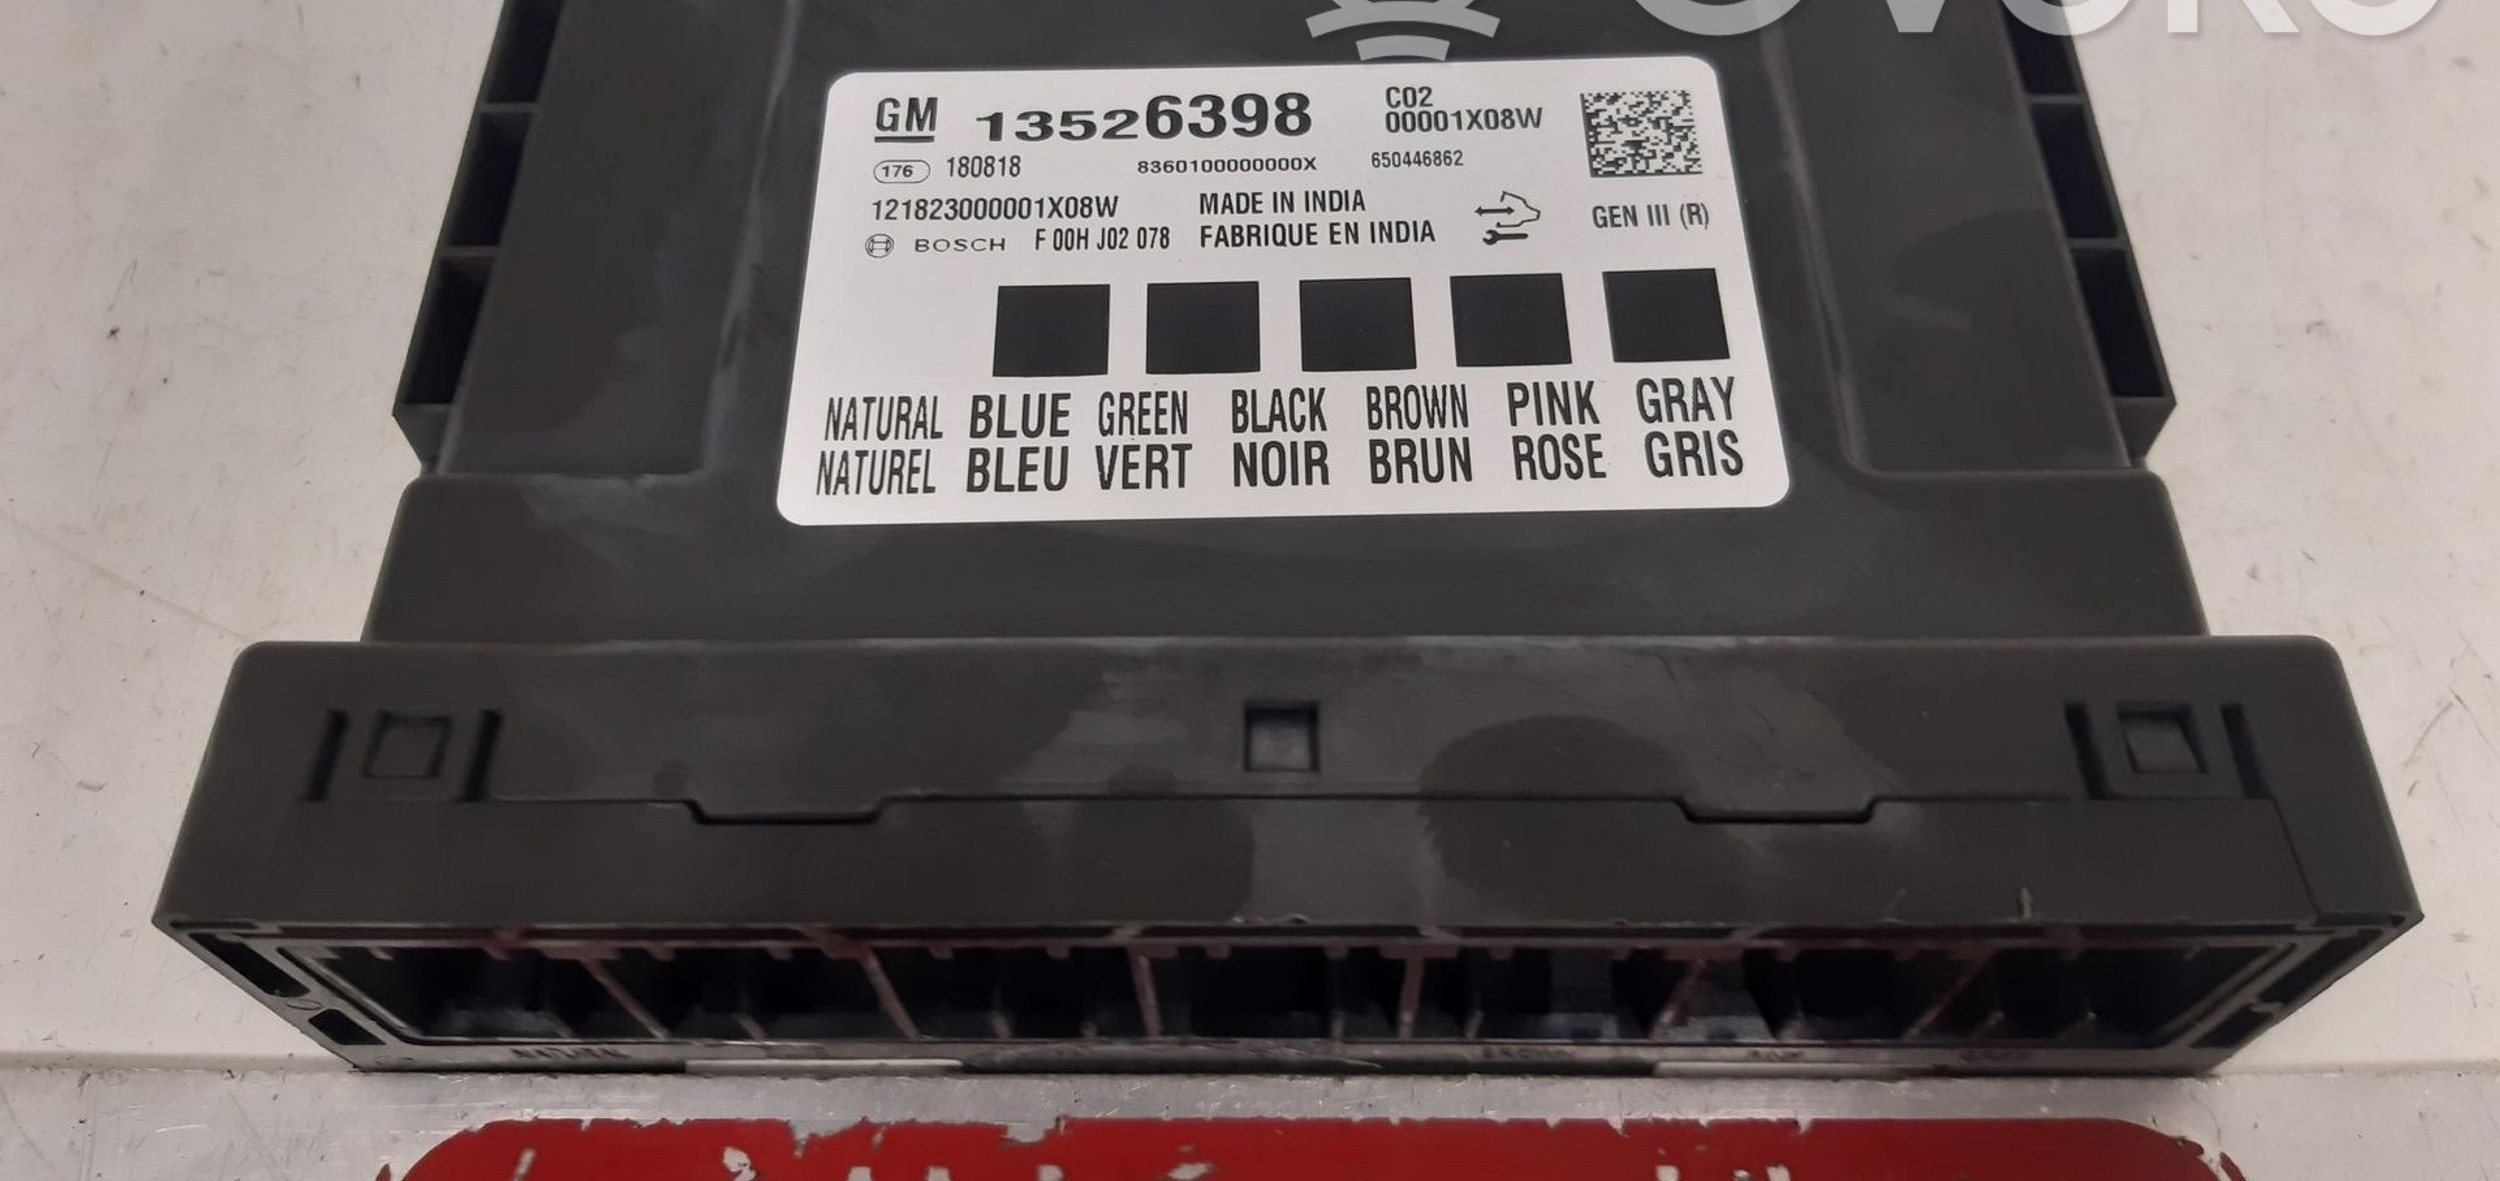 GM 13526398 C02
00001X08W
176 180818 8360100000000X 650446862
121823000001X08W MADE IN INDIA
BOSCH F 00H J02 078 FABRIQUE EN INDIA GEN III (R)
NATURAL BLUE GREEN BLACK BROWN PINK GRAY
NATUREL BLEU VERT NOIR BRUN ROSE GRIS